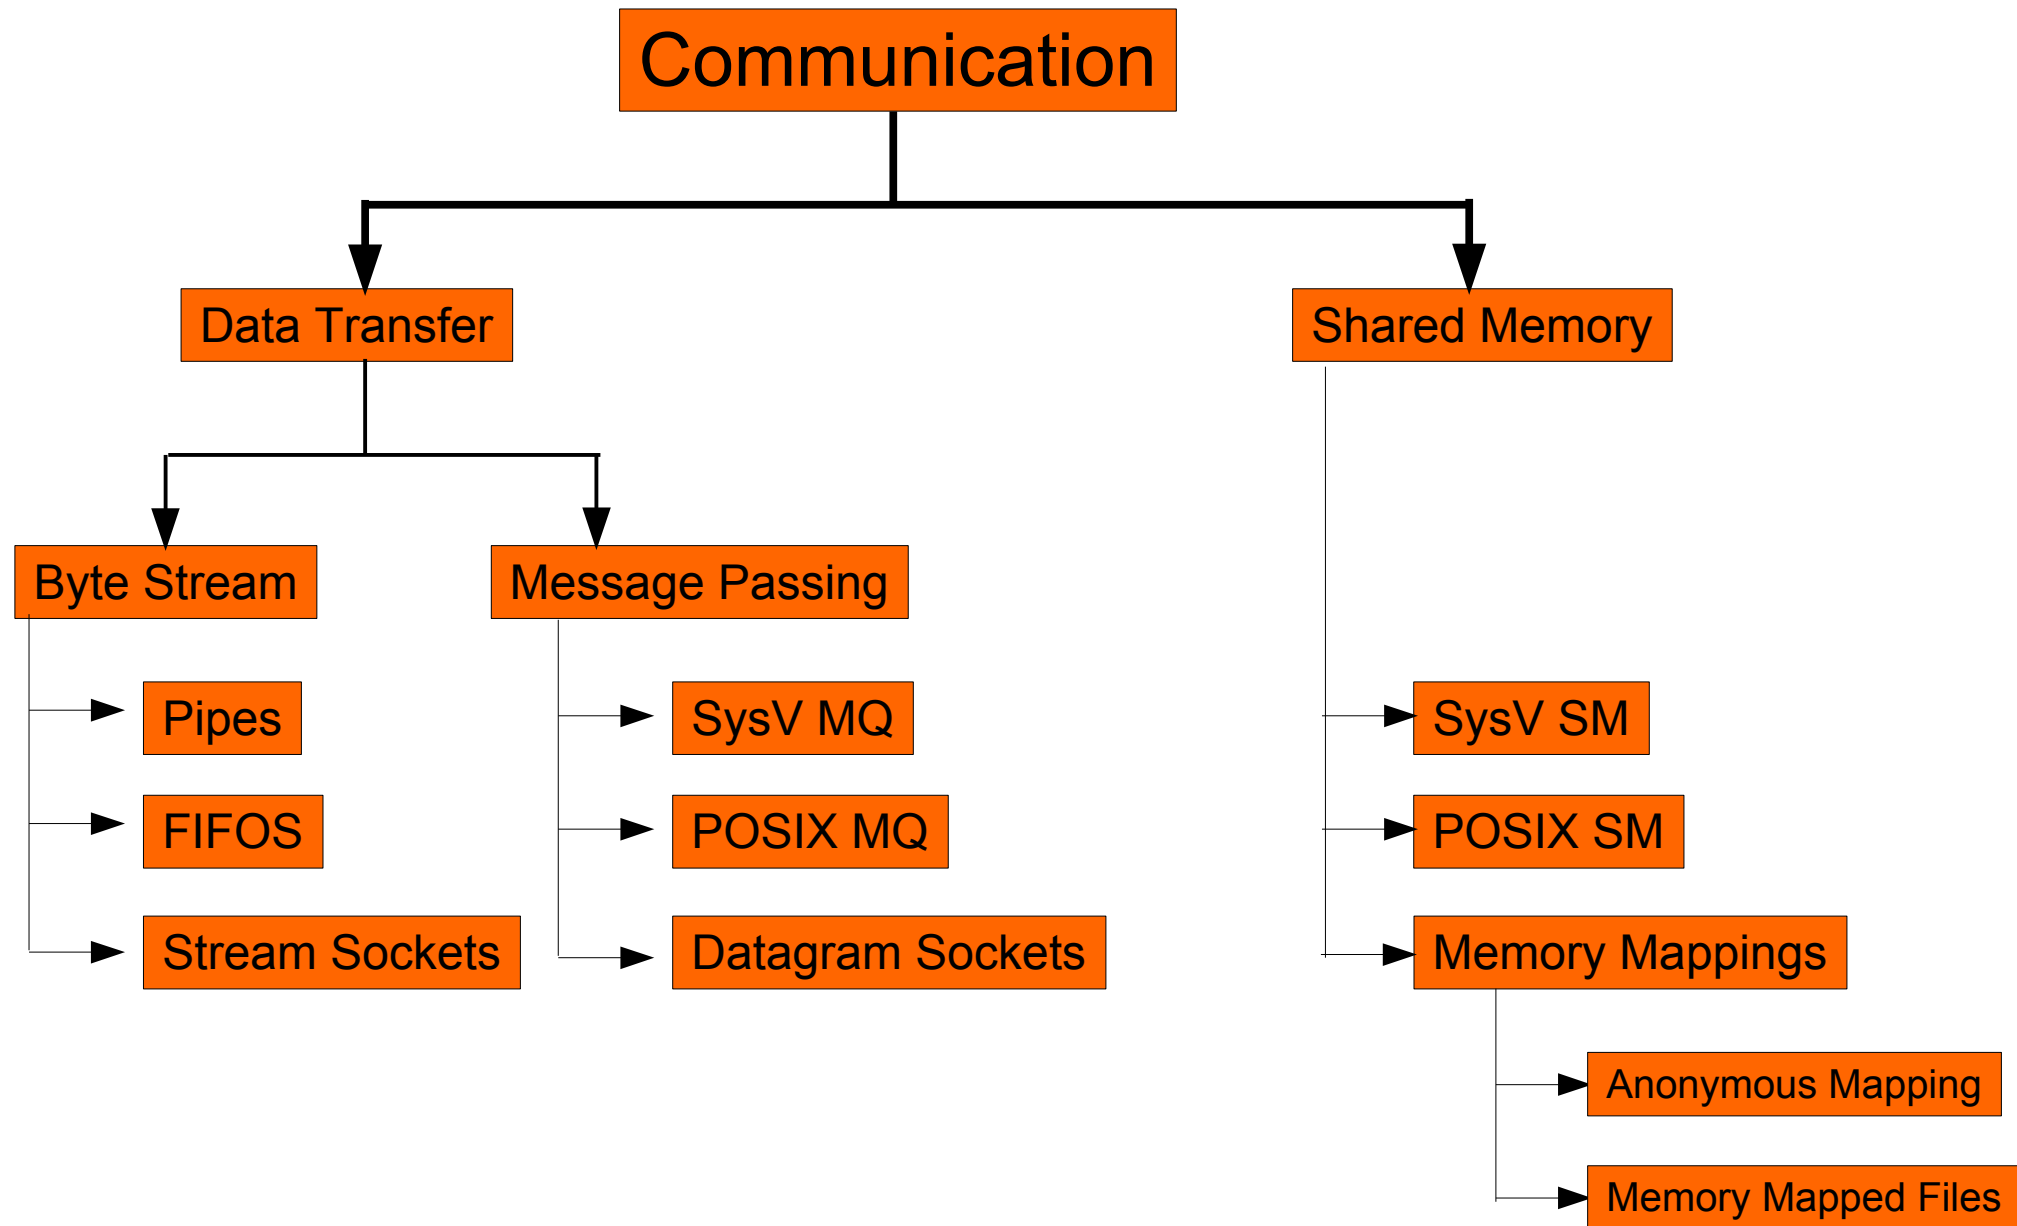 Communication
Data Transfer
Shared Memory
Byte Stream
Message Passing
Pipes
SysV MQ
SysV SM
FIFOS
POSIX MQ
POSIX SM
Stream Sockets
Datagram Sockets
Memory Mappings
Anonymous Mapping
Memory Mapped Files